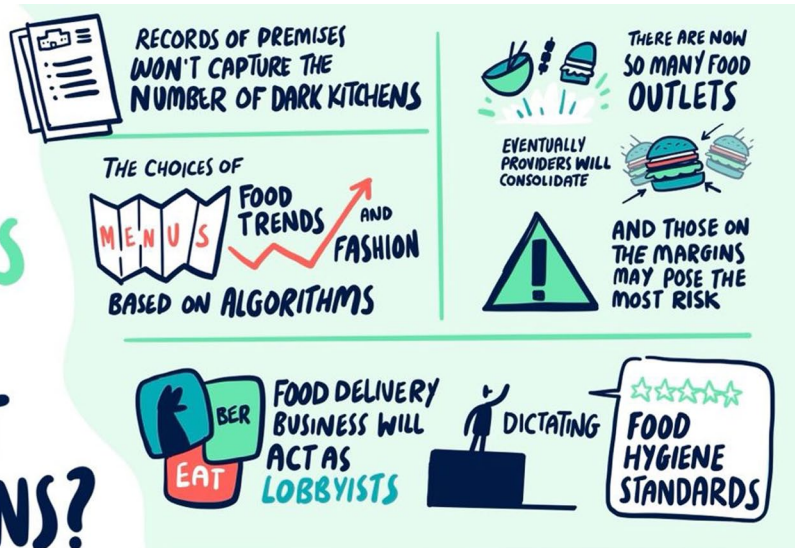 RECORDS OF PREMISES
WON'T CAPTURE THE
NUMBER OF DARK KITCHENS
THE CHOICES OF
MENUS
FOOD
TRENDS
AND
FASHION
BASED ON ALGORITHMS
THERE ARE NOW
SO MANY FOOD
OUTLETS
EVENTUALLY
PROVIDERS WILL
CONSOLIDATE
AND THOSE ON
THE MARGINS
MAY POSE THE
MOST RISK
BER
EAT
FOOD DELIVERY
BUSINESS WILL
ACT AS
LOBBYISTS
DICTATING
FOOD
HYGIENE
STANDARDS
S
NS?